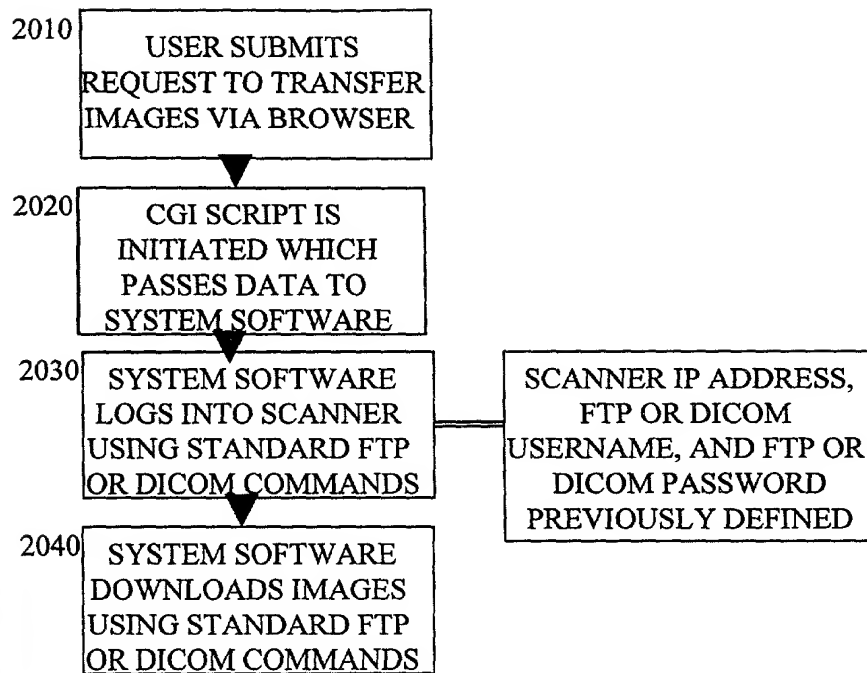 2010
USER SUBMITS
REQUEST TO TRANSFER
IMAGES VIA BROWSER
2020
CGI SCRIPT IS
INITIATED WHICH
PASSES DATA TO
SYSTEM SOFTWARE
2030
SYSTEM SOFTWARE
LOGS INTO SCANNER
USING STANDARD FTP
OR DICOM COMMANDS
SCANNER IP ADDRESS,
FTP OR DICOM
USERNAME, AND FTP OR
DICOM PASSWORD
PREVIOUSLY DEFINED
2040
SYSTEM SOFTWARE
DOWNLOADS IMAGES
USING STANDARD FTP
OR DICOM COMMANDS